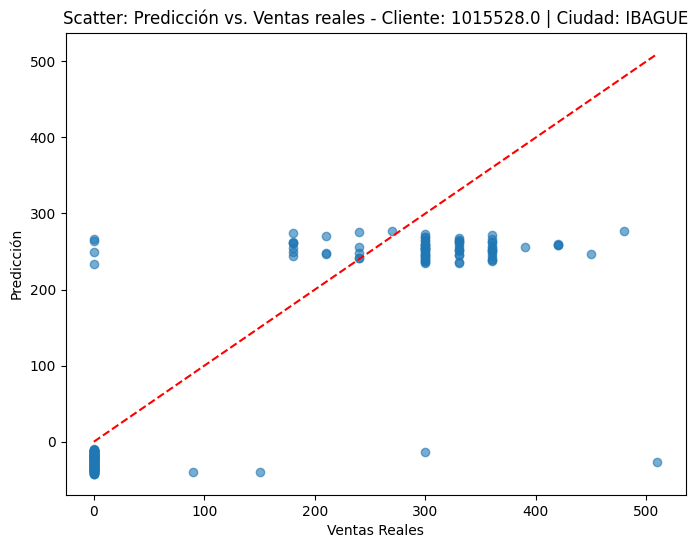 Scatter: Predicción vs. Ventas reales - Cliente: 1015528.0 | Ciudad: IBAGUE
500
400
300
200
100
0
Predicción
0 100 200 300 400 500
Ventas Reales